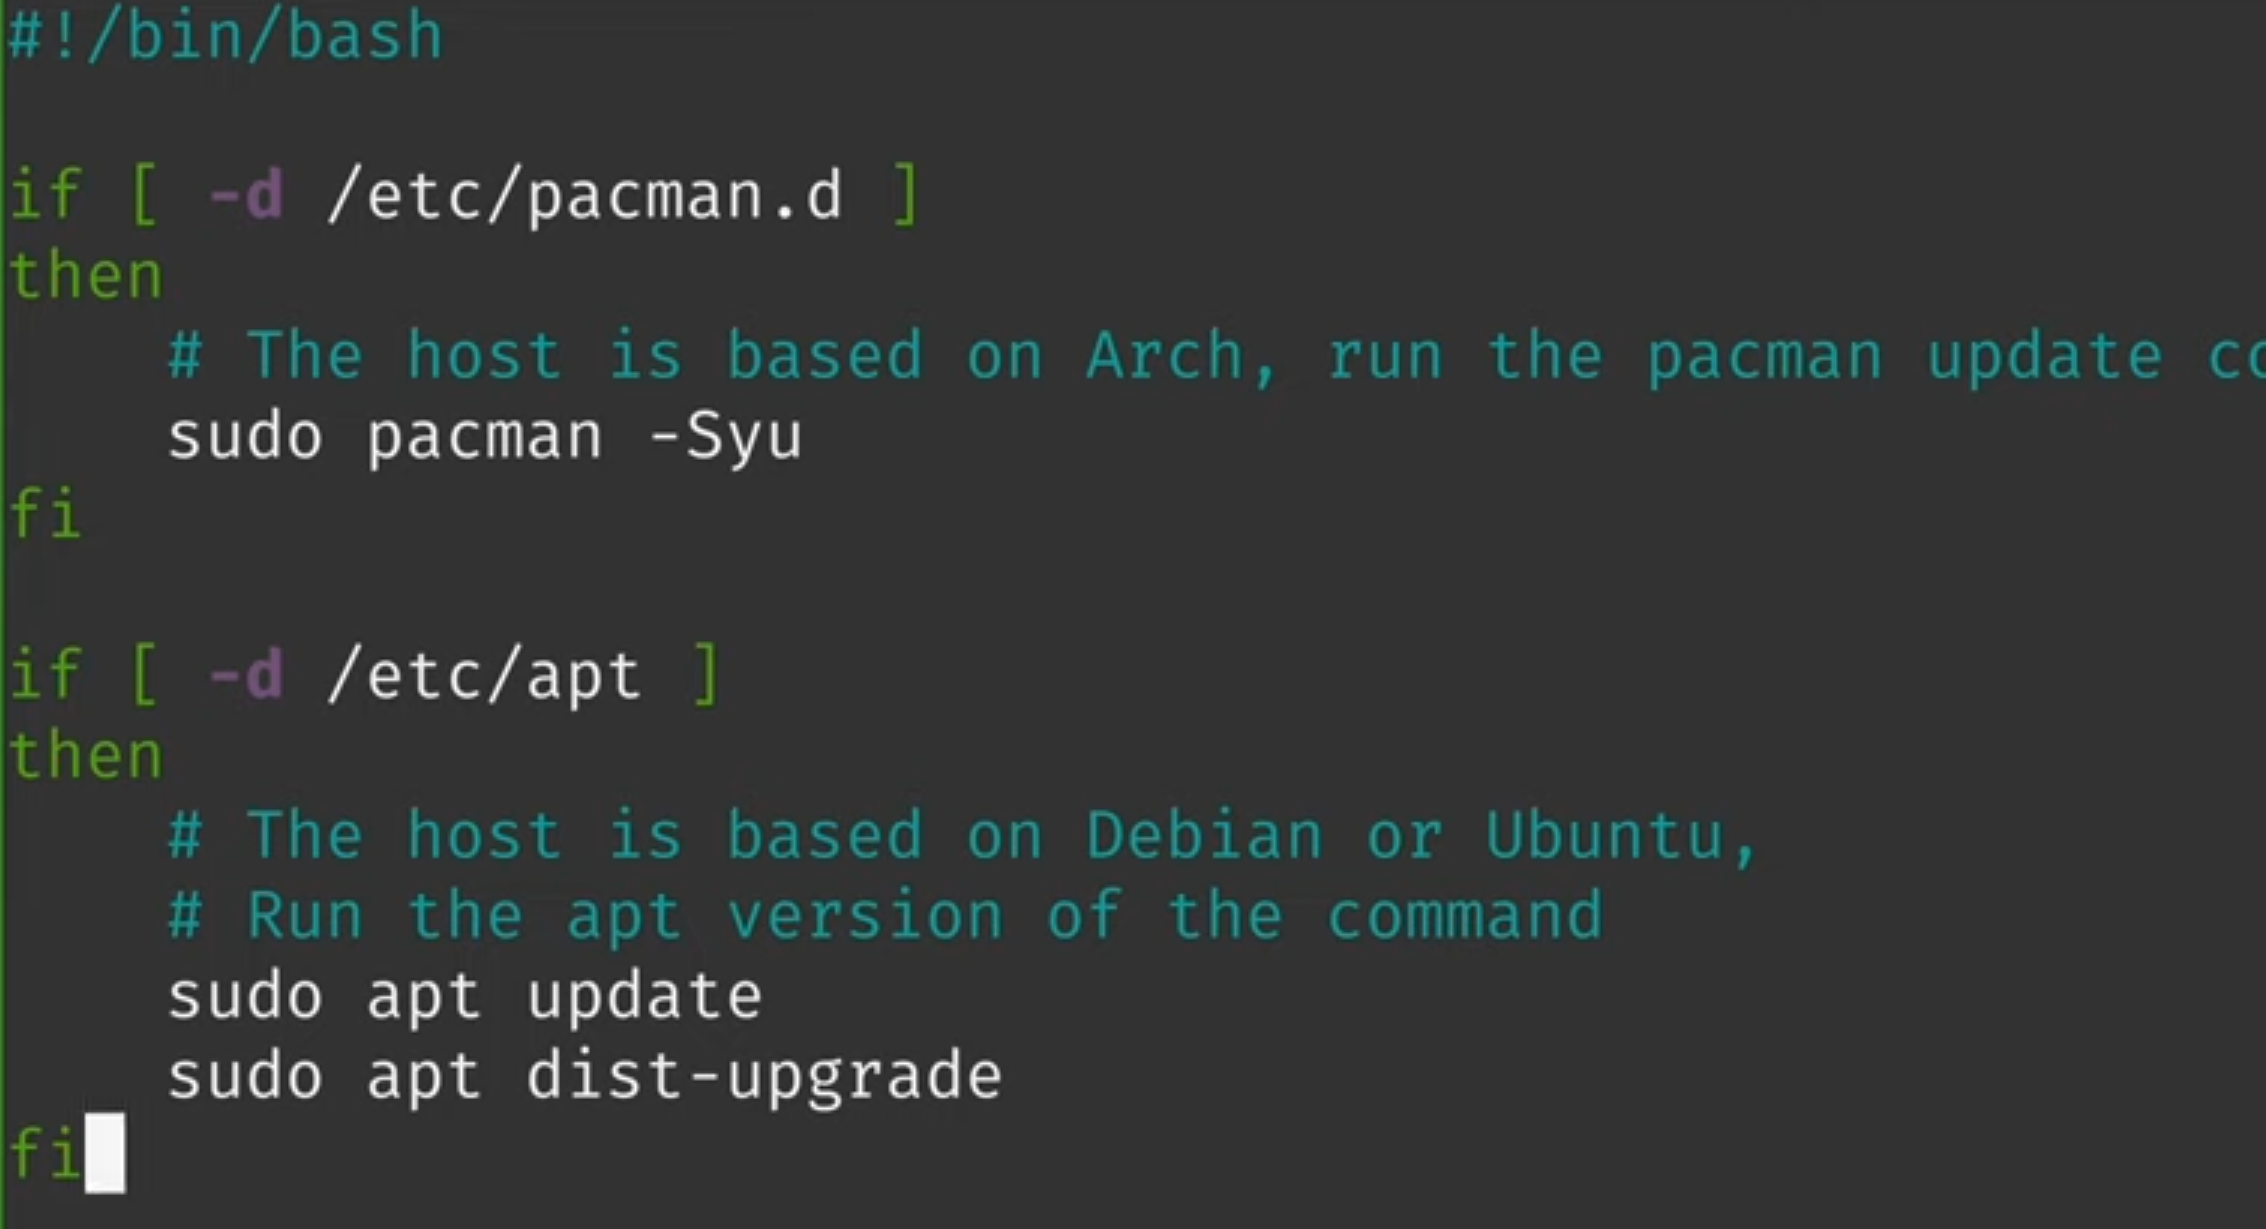 #!/bin/bash
if [ -d /etc/pacman.d ]
then
# The host is based on Arch, run the pacman update
sudo pacman -Syu
fi
if [ -d /etc/apt ]
then
# The host is based on Debian or Ubuntu,
# Run the apt version of the command
sudo apt update
sudo apt dist-upgrade
fi